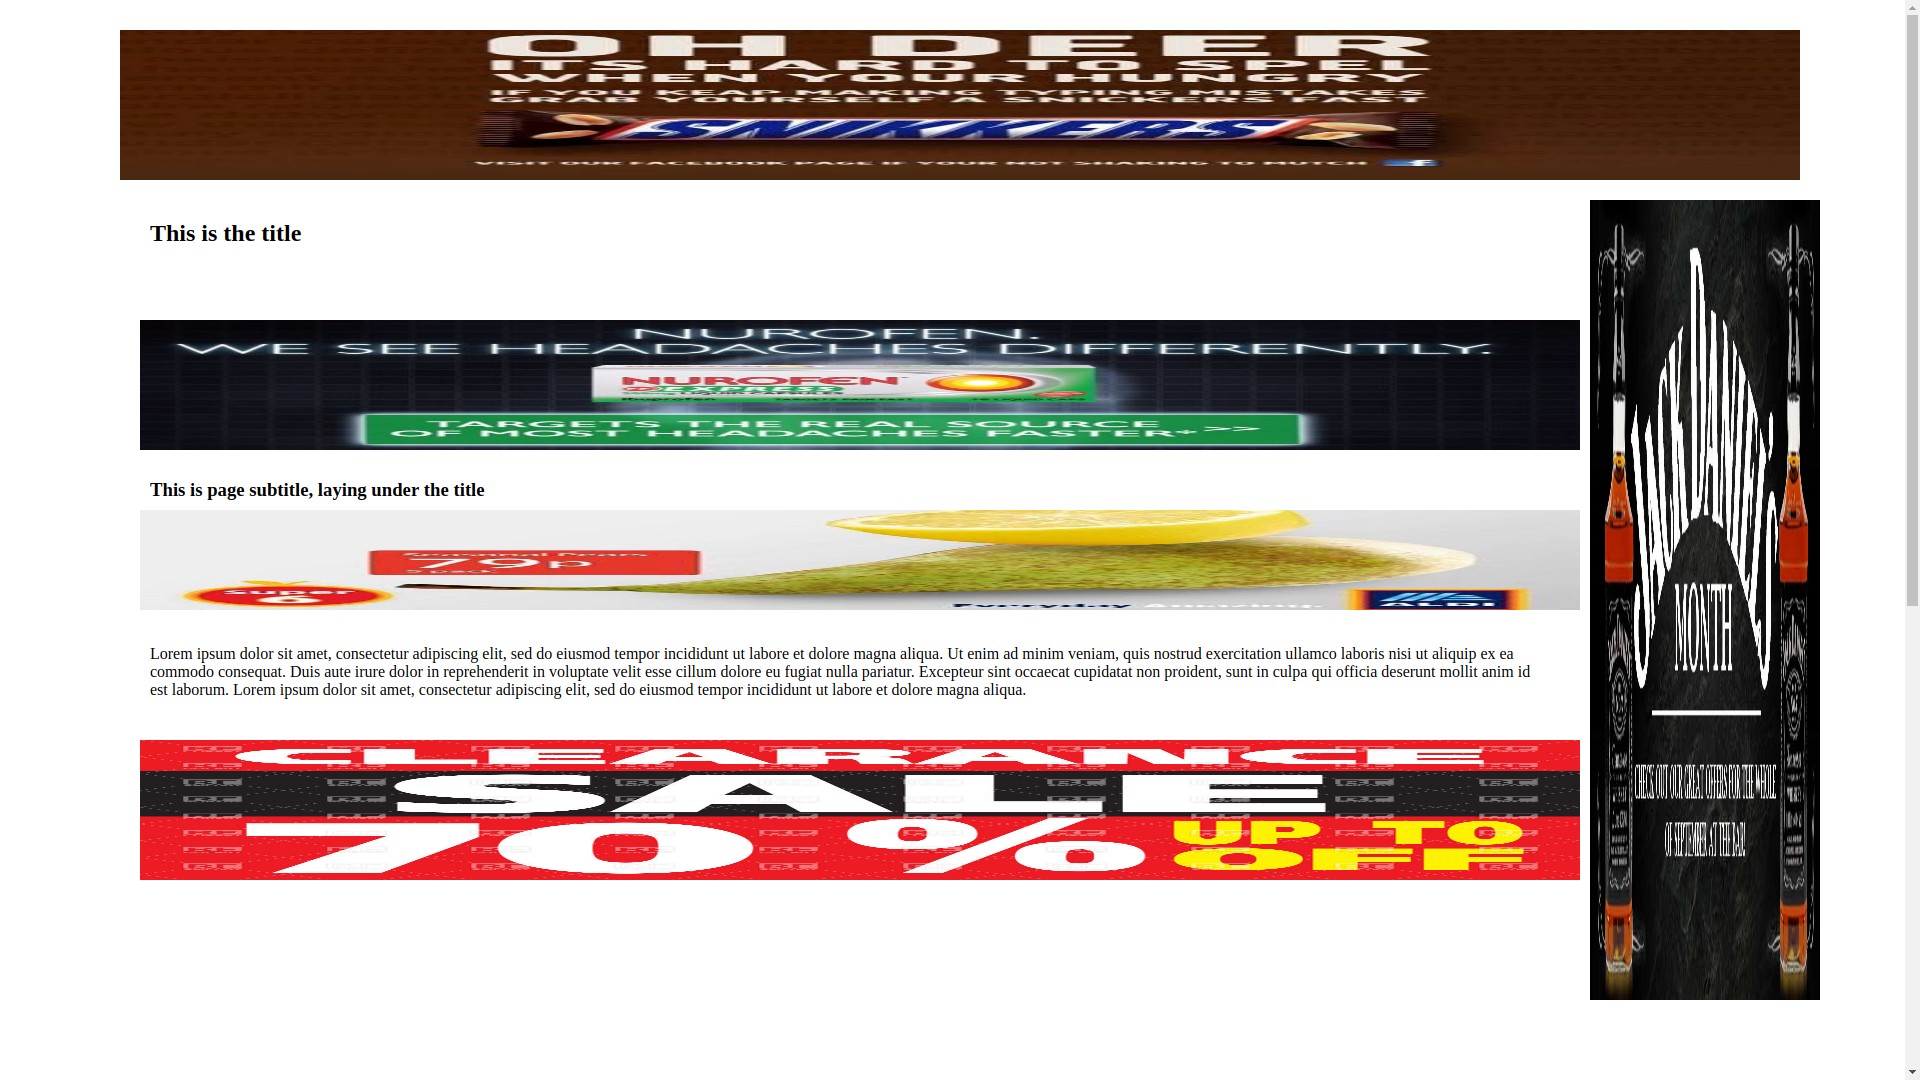 OH DEER
ITS HARD TO SPEL
WHEN YOUR HUNGRY
IF YOU KEAP MAKING TYPING MISTAKES
GRAB YOURSELF A SNICKERS FAST
SNIKKERS
VISIT OUR FACEBOOK PAGE IF YOUR NOT SHAKING TO MUTCH f
This is the title
NUROFEN.
WE SEE HEADACHES DIFFERENTLY.
NUROFEN
EXPRESS
LIQUID CAPSULES
Ibuprofen
TARGETS THE REAL SOURCE
OF MOST HEADACHES FASTER* >>
This is page subtitle, laying under the title
Seasonal Pears
79p
super
6
Everyday Amazing.
ALDI
Lorem ipsum dolor sit amet, consectetur adipiscing elit, sed do eiusmod tempor incididunt ut labore et dolore magna aliqua. Ut enim ad minim veniam, quis nostrud exercitation ullamco laboris nisi ut aliquip ex ea
commodo consequat. Duis aute irure dolor in reprehenderit in voluptate velit esse cillum dolore eu fugiat nulla pariatur. Excepteur sint occaecat cupidatat non proident, sunt in culpa qui officia deserunt mollit anim id
est laborum. Lorem ipsum dolor sit amet, consectetur adipiscing elit, sed do eiusmod tempor incididunt ut labore et dolore magna aliqua.
CLEARANCE
SALE
70% UP TO
OFF
JACK DANIEL'S
MONTH
CHECK OUT OUR GREAT OFFERS FOR THE WHOLE
OF SEPTEMBER AT THE BAR!